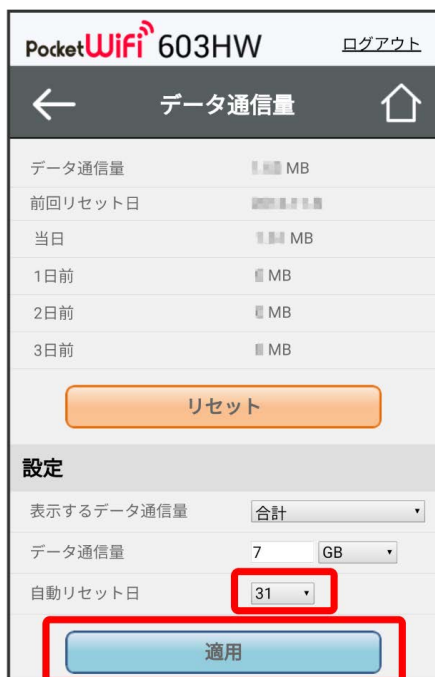 PocketWiFi 603HW ログアウト
データ通信量
データ通信量 MB
前回リセット日
当日 MB
1日前 MB
2日前 MB
3日前 MB
リセット
設定
表示するデータ通信量 合計
データ通信量 7 GB
自動リセット日 31
適用